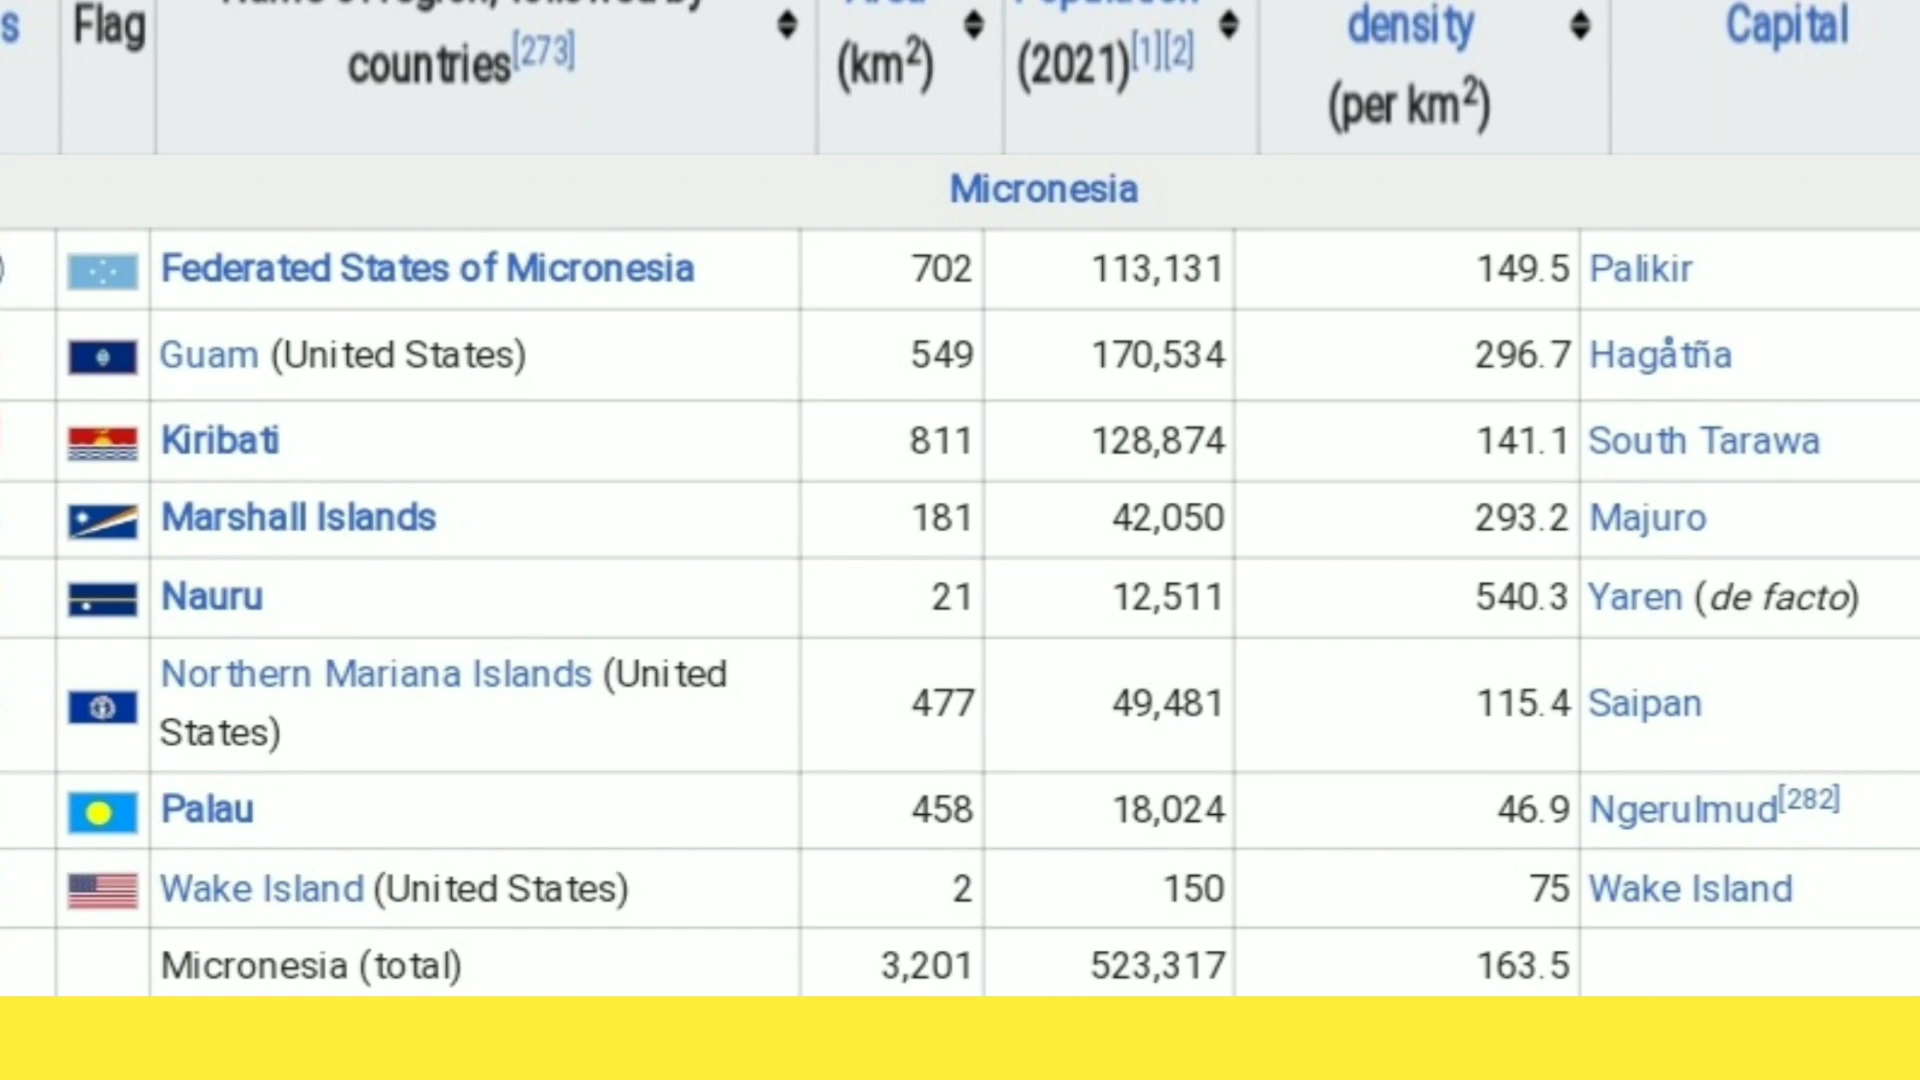 s Flag countries[273] (km²) (2021)[1][2] density (per km²) Capital
Micronesia
Federated States of Micronesia 702 113,131 149.5 Palikir
Guam (United States) 549 170,534 296.7 Hagåtña
Kiribati 811 128,874 141.1 South Tarawa
Marshall Islands 181 42,050 293.2 Majuro
Nauru 21 12,511 540.3 Yaren (de facto)
Northern Mariana Islands (United
States) 477 49,481 115.4 Saipan
Palau 458 18,024 46.9 Ngerulmud[282]
Wake Island (United States) 2 150 75 Wake Island
Micronesia (total) 3,201 523,317 163.5